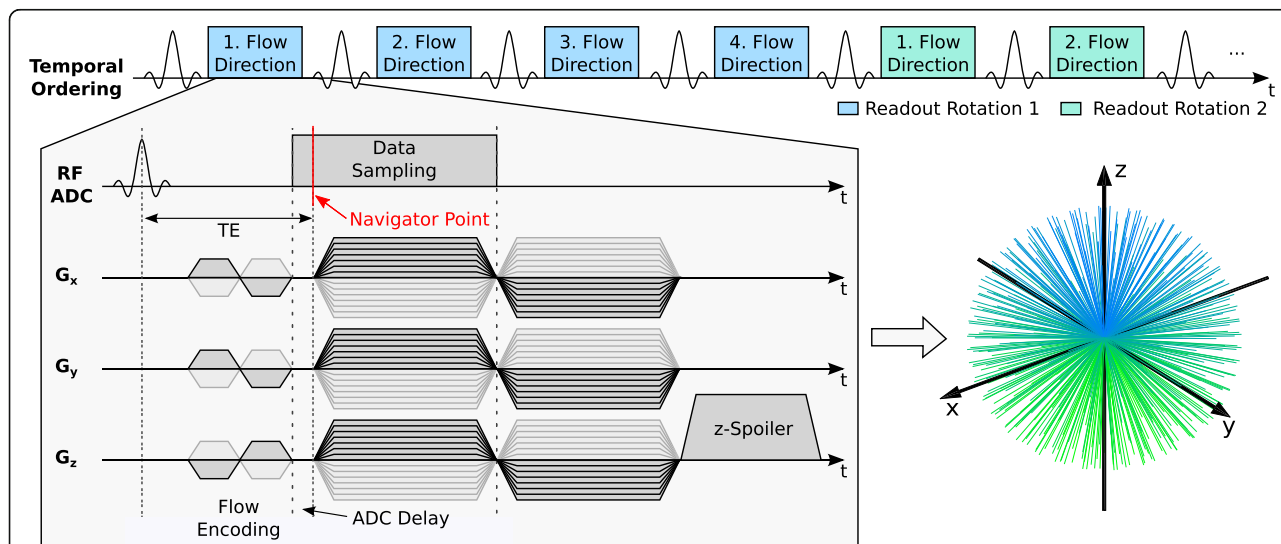 1. Flow
Direction
2. Flow
Direction
3. Flow
Direction
4. Flow
Direction
1. Flow
Direction
2. Flow
Direction
...
Temporal
Ordering
t
Readout Rotation 1
Readout Rotation 2
RF
ADC
Data
Sampling
t
Navigator Point
TE
Gx
t
Gy
t
Gz
z-Spoiler
t
Flow
Encoding
ADC Delay
z
x
y